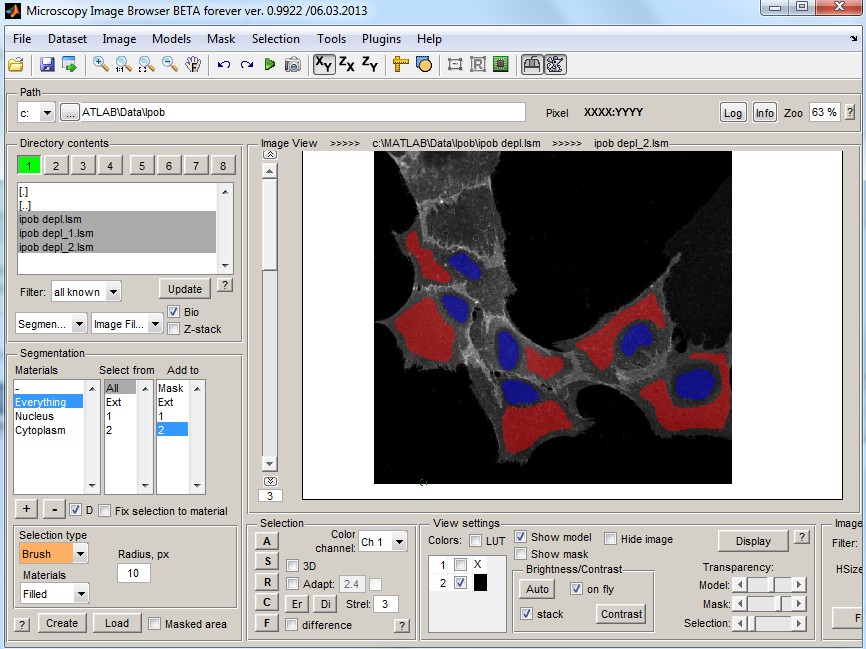 Microscopy Image Browser BETA forever ver. 0.9922 /06.03.2013
File Dataset Image Models Mask Selection Tools Plugins Help
XY ZX ZY
Path
c: ... ATLAB\Data\Ipob Pixel XXXX:YYYY Log Info Zoo 63 % ?
Directory contents
1 2 3 4 5 6 7 8
[.]
[..]
ipob depl.lsm
ipob depl_1.lsm
ipob depl_2.lsm
Filter: all known Update ?
Segmen... Image Fil... Bio
Z-stack
Image View >>>>> c:\MATLAB\Data\Ipob\ipob depl.lsm >>>>> ipob depl_2.lsm
3
Segmentation
Materials Select from Add to
- All Mask
Everything Ext Ext
Nucleus 1 1
Cytoplasm 2 2
+ - D Fix selection to material
Selection type
Brush Radius, px
Materials 10
Filled
? Create Load Masked area
Selection
A Color channel: Ch 1
S 3D
R Adapt: 2.4
C Er Di Strel: 3
F difference ?
View settings
Colors: LUT Show model Hide image Display ?
Show mask
1 X
2
Brightness/Contrast
Auto on fly
stack Contrast
Transparency:
Model:
Mask:
Selection:
Image
Filter:
HSize
F